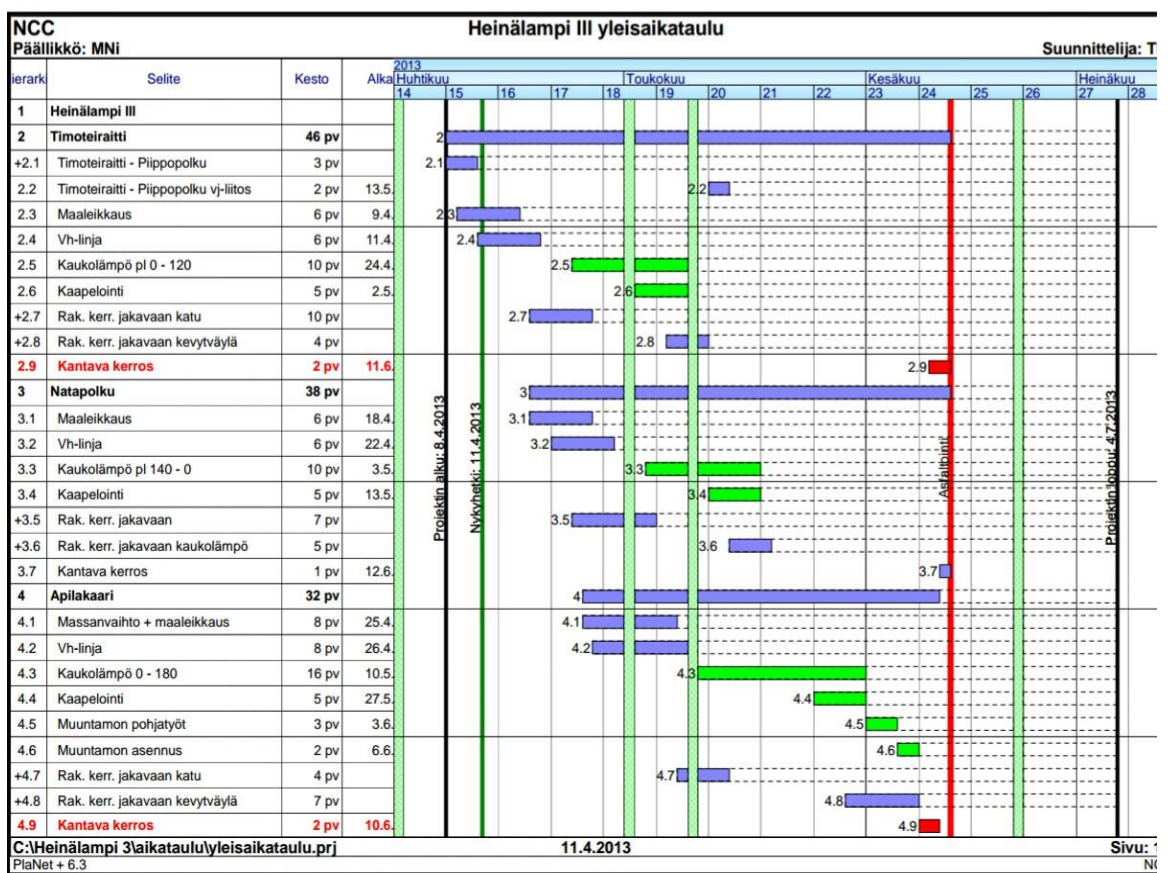 NCC
Heinälampi III yleisaikataulu
Päällikkö: MNi
Suunnittelija: T
ierarki Selite Kesto Alka
2013
Huhtikuu Toukokuu Kesäkuu Heinäkuu
14 15 16 17 18 19 20 21 22 23 24 25 26 27 28
1 Heinälampi III
2 Timoteiraitti 46 pv 2
+2.1 Timoteiraitti - Piippopolku 3 pv 2.1
2.2 Timoteiraitti - Piippopolku vj-liitos 2 pv 13.5. 2.2
2.3 Maaleikkaus 6 pv 9.4. 2.3
2.4 Vh-linja 6 pv 11.4. 2.4
2.5 Kaukolämpö pl 0 - 120 10 pv 24.4. 2.5
2.6 Kaapelointi 5 pv 2.5. 2.6
+2.7 Rak. kerr. jakavaan katu 10 pv 2.7
+2.8 Rak. kerr. jakavaan kevytväylä 4 pv 2.8
2.9 Kantava kerros 2 pv 11.6. 2.9
3 Natapolku 38 pv 3
3.1 Maaleikkaus 6 pv 18.4. 3.1
3.2 Vh-linja 6 pv 22.4. 3.2
3.3 Kaukolämpö pl 140 - 0 10 pv 3.5. 3.3
3.4 Kaapelointi 5 pv 13.5. 3.4
+3.5 Rak. kerr. jakavaan 7 pv 3.5
+3.6 Rak. kerr. jakavaan kaukolämpö 5 pv 3.6
3.7 Kantava kerros 1 pv 12.6. 3.7
4 Apilakaari 32 pv 4
4.1 Massanvaihto + maaleikkaus 8 pv 25.4. 4.1
4.2 Vh-linja 8 pv 26.4. 4.2
4.3 Kaukolämpö 0 - 180 16 pv 10.5. 4.3
4.4 Kaapelointi 5 pv 27.5. 4.4
4.5 Muuntamon pohjatyöt 3 pv 3.6. 4.5
4.6 Muuntamon asennus 2 pv 6.6. 4.6
+4.7 Rak. kerr. jakavaan katu 4 pv 4.7
+4.8 Rak. kerr. jakavaan kevytväylä 7 pv 4.8
4.9 Kantava kerros 2 pv 10.6. 4.9
Projektin alku: 8.4.2013
Nykyhetki: 11.4.2013
Asfaltointi
Projektin loppu: 4.7.2013
C:\Heinälampi 3\aikataulu\yleisaikataulu.prj 11.4.2013 Sivu: 1
PlaNet + 6.3 NC